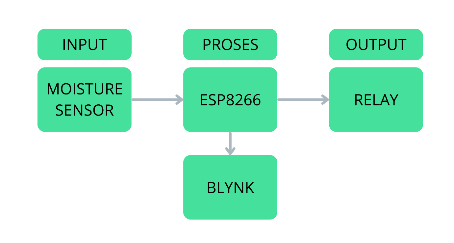 INPUT
PROSES
OUTPUT
MOISTURE
SENSOR
ESP8266
RELAY
BLYNK